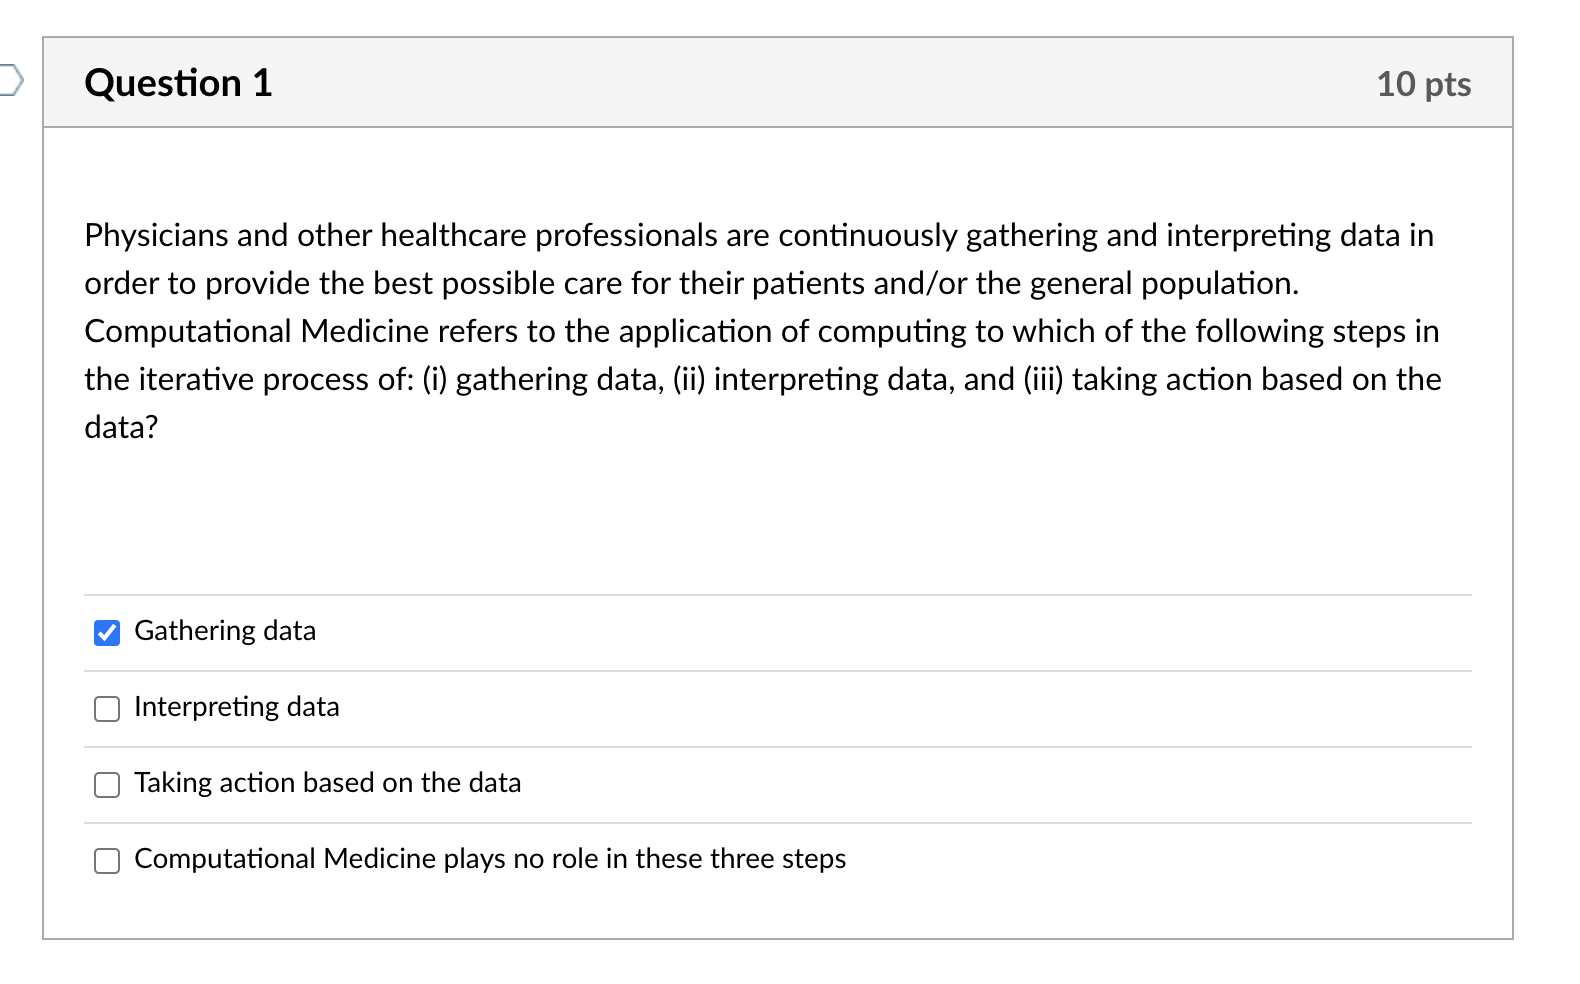 Question 1
10 pts
Physicians and other healthcare professionals are continuously gathering and interpreting data in
order to provide the best possible care for their patients and/or the general population.
Computational Medicine refers to the application of computing to which of the following steps in
the iterative process of: (i) gathering data, (ii) interpreting data, and (iii) taking action based on the
data?
Gathering data
Interpreting data
Taking action based on the data
Computational Medicine plays no role in these three steps